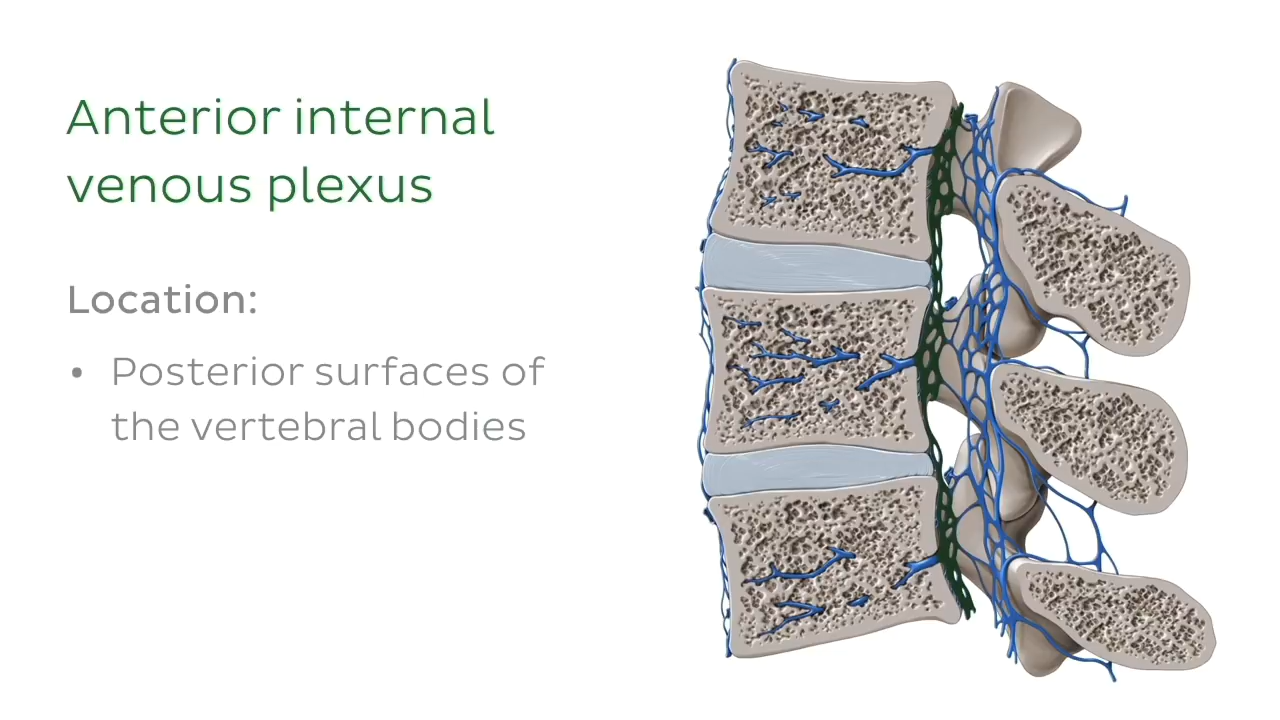 Anterior internal
venous plexus
Location:
• Posterior surfaces of
the vertebral bodies